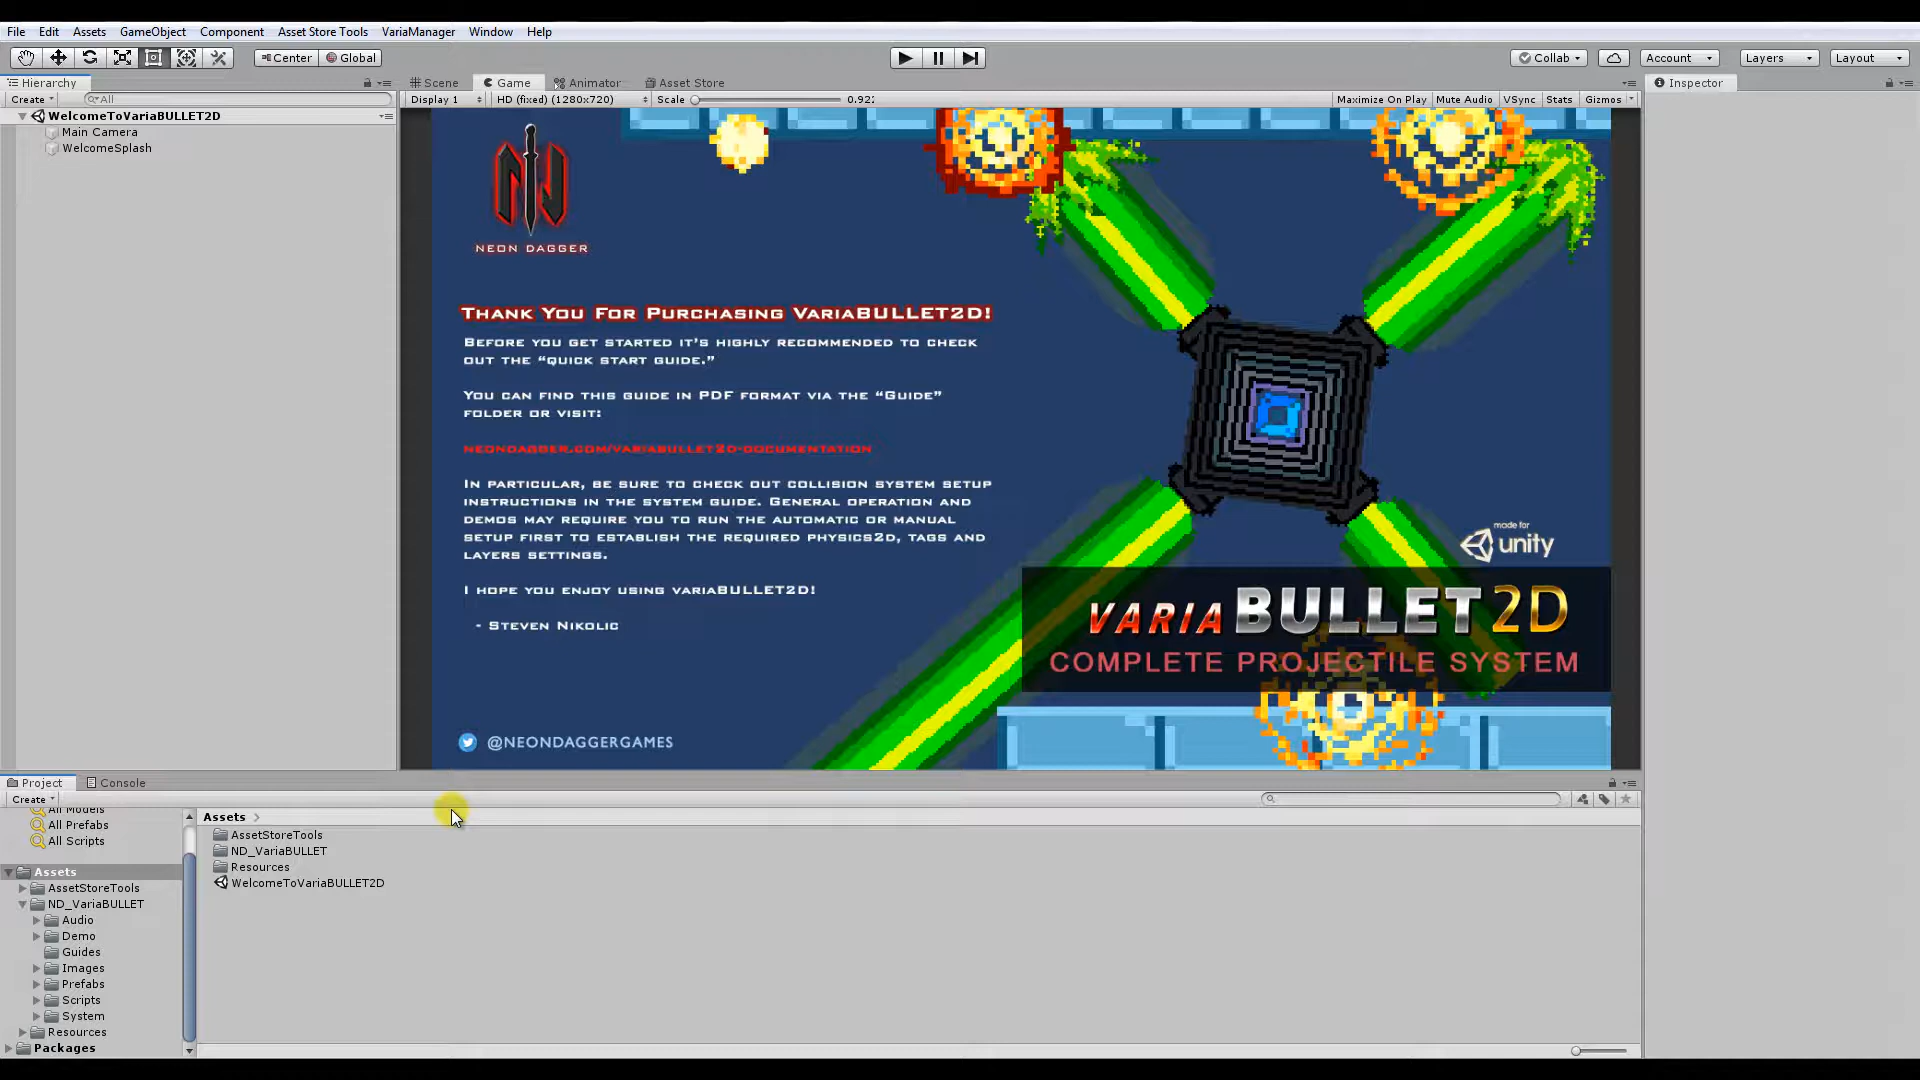 File Edit Assets GameObject Component Asset Store Tools VariaManager Window Help
Center Global Collab Account Layers Layout
Hierarchy Scene Game Animator Asset Store Inspector
Create All Display 1 HD (fixed) (1280x720) Scale 0.92 Maximize On Play Mute Audio VSync Stats Gizmos
WelcomeToVariaBULLET2D
Main Camera
WelcomeSplash
NEON DAGGER
THANK YOU FOR PURCHASING VARIABULLET2D!
BEFORE YOU GET STARTED IT'S HIGHLY RECOMMENDED TO CHECK
OUT THE "QUICK START GUIDE."
YOU CAN FIND THIS GUIDE IN PDF FORMAT VIA THE "GUIDE"
FOLDER OR VISIT:
NEONDAGGER.COM/VARIABULLET2D-DOCUMENTATION
IN PARTICULAR, BE SURE TO CHECK OUT COLLISION SYSTEM SETUP
INSTRUCTIONS IN THE SYSTEM GUIDE. GENERAL OPERATION AND
DEMOS MAY REQUIRE YOU TO RUN THE AUTOMATIC OR MANUAL
SETUP FIRST TO ESTABLISH THE REQUIRED PHYSICS2D, TAGS AND
LAYERS SETTINGS.
I HOPE YOU ENJOY USING VARIABULLET2D!
- STEVEN NIKOLIC
made for
unity
VARIA BULLET 2D
COMPLETE PROJECTILE SYSTEM
@NEONDAGGERGAMES
Project Console
Create
All Models
All Prefabs
All Scripts
Assets
AssetStoreTools
ND_VariaBULLET
Audio
Demo
Guides
Images
Prefabs
Scripts
System
Resources
Packages
Assets
AssetStoreTools
ND_VariaBULLET
Resources
WelcomeToVariaBULLET2D